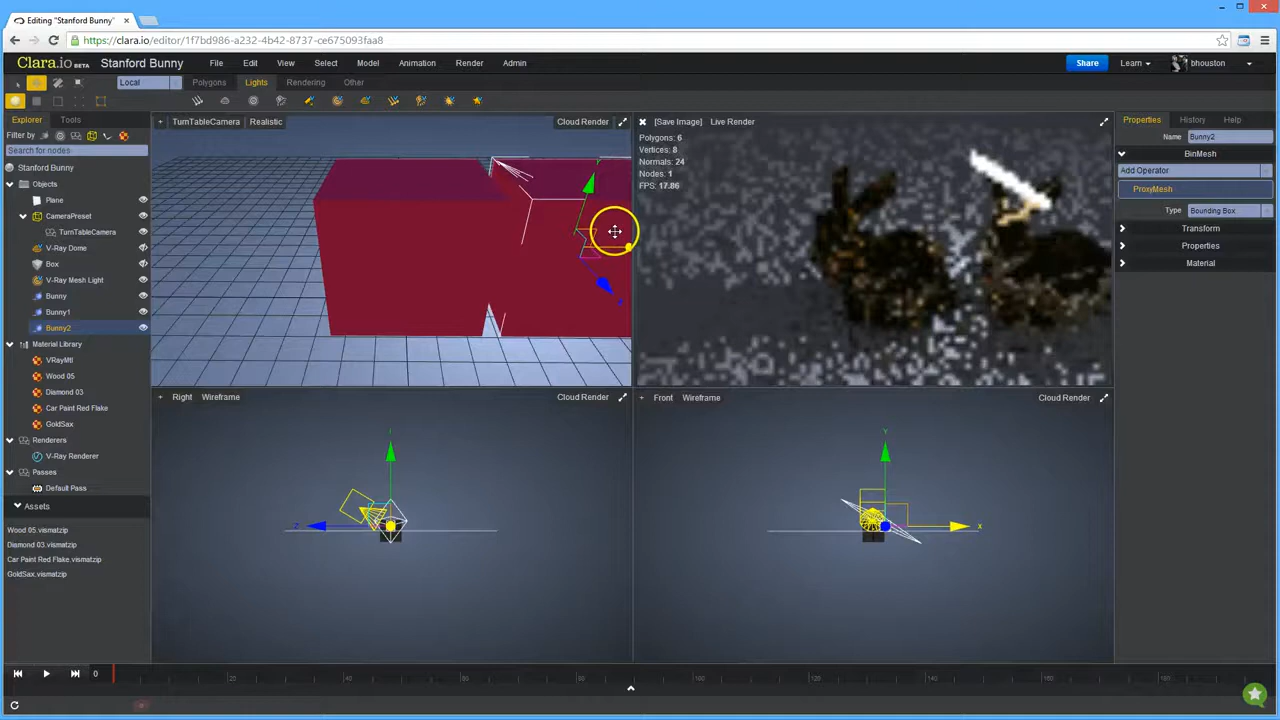 Editing "Stanford Bunny"
https://clara.io/editor/1f7bd986-a232-4b42-8737-ce675093faa8
Clara.io BETA Stanford Bunny File Edit View Select Model Animation Render Admin Share Learn bhouston
Local Polygons Lights Rendering Other
Explorer Tools
Filter by
Search for nodes
Stanford Bunny
Objects
Plane
CameraPreset
TurnTableCamera
V-Ray Dome
Box
V-Ray Mesh Light
Bunny
Bunny1
Bunny2
Material Library
VRayMtl
Wood 05
Diamond 03
Car Paint Red Flake
GoldSax
Renderers
V-Ray Renderer
Passes
Default Pass
Assets
Wood 05.vismatzip
Diamond 03.vismatzip
Car Paint Red Flake.vismatzip
GoldSax.vismatzip
+ TurnTableCamera Realistic Cloud Render
[Save Image] Live Render
Polygons: 6
Vertices: 8
Normals: 24
Nodes: 1
FPS: 17.86
+ Right Wireframe Cloud Render
Z
+ Front Wireframe Cloud Render
Y
X
Properties History Help
Name Bunny2
BinMesh
Add Operator
ProxyMesh
Type Bounding Box
Transform
Properties
Material
0 20 40 60 80 100 120 140 160 180